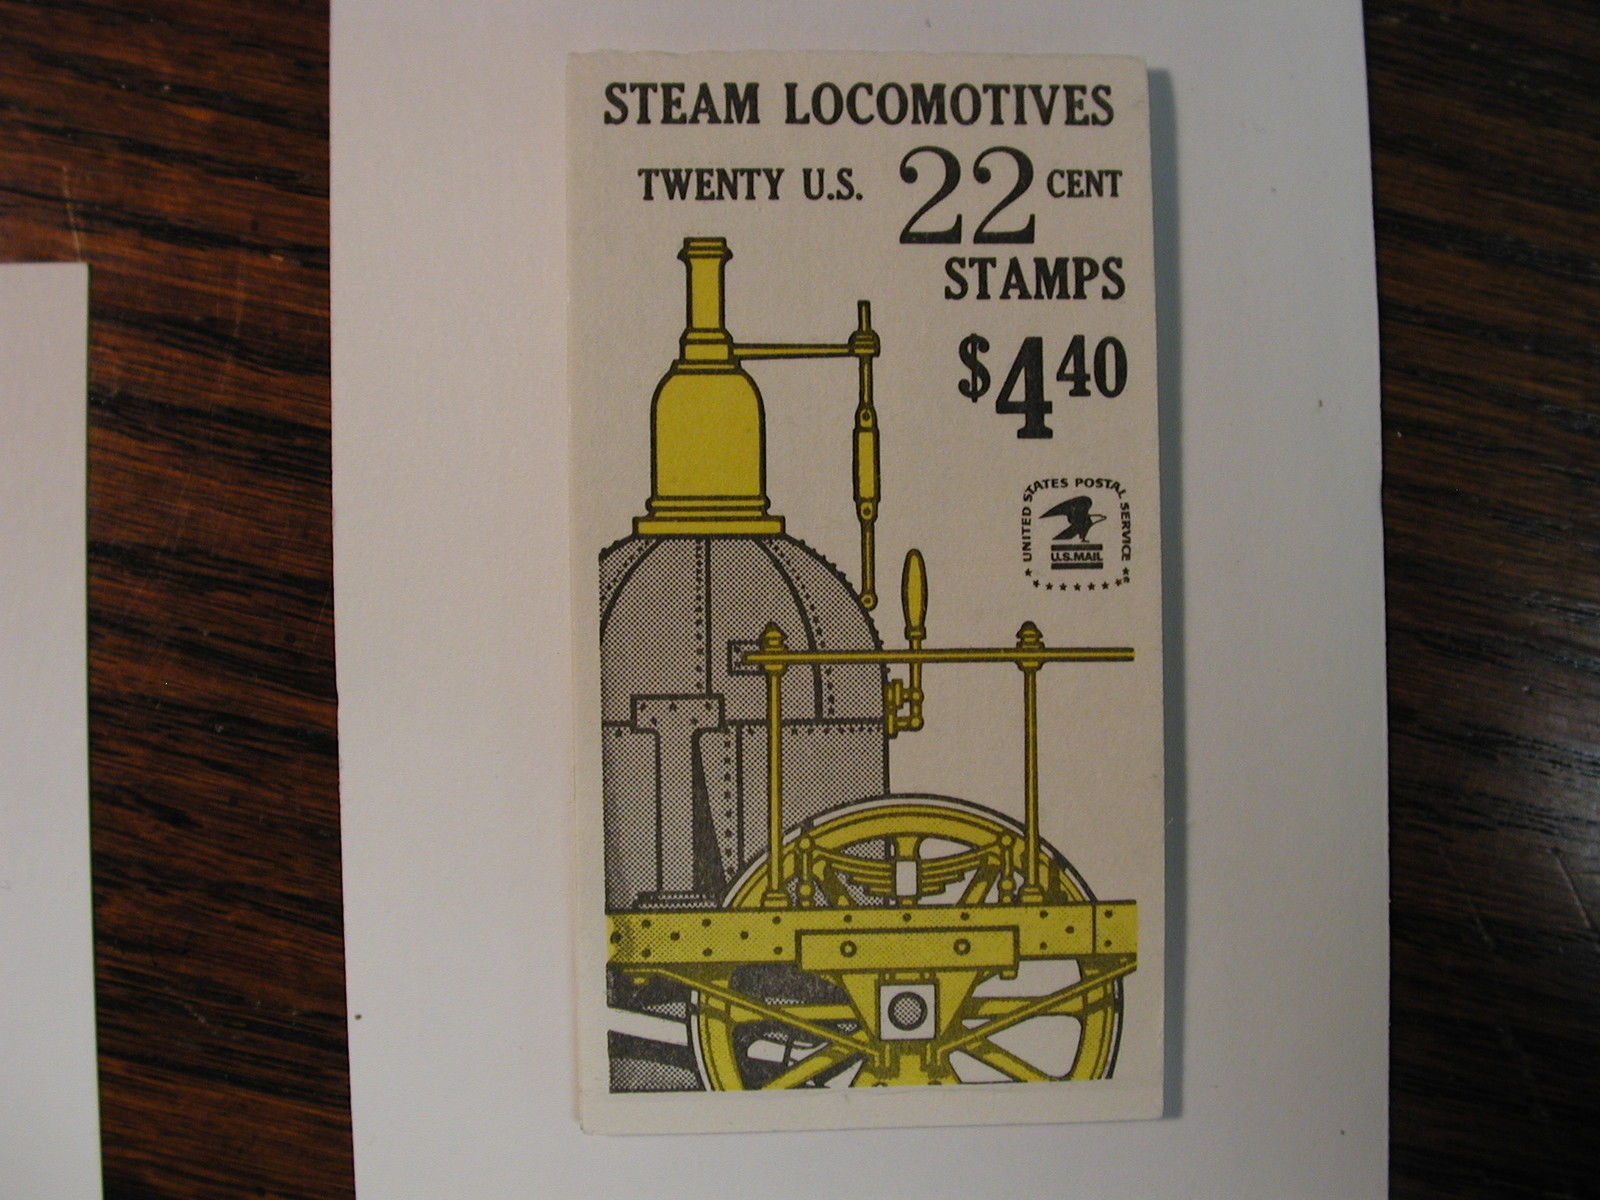 STEAM LOCOMOTIVES
TWENTY U.S. 22 CENT
STAMPS
$4 40
UNITED STATES POSTAL SERVICE
U.S.MAIL